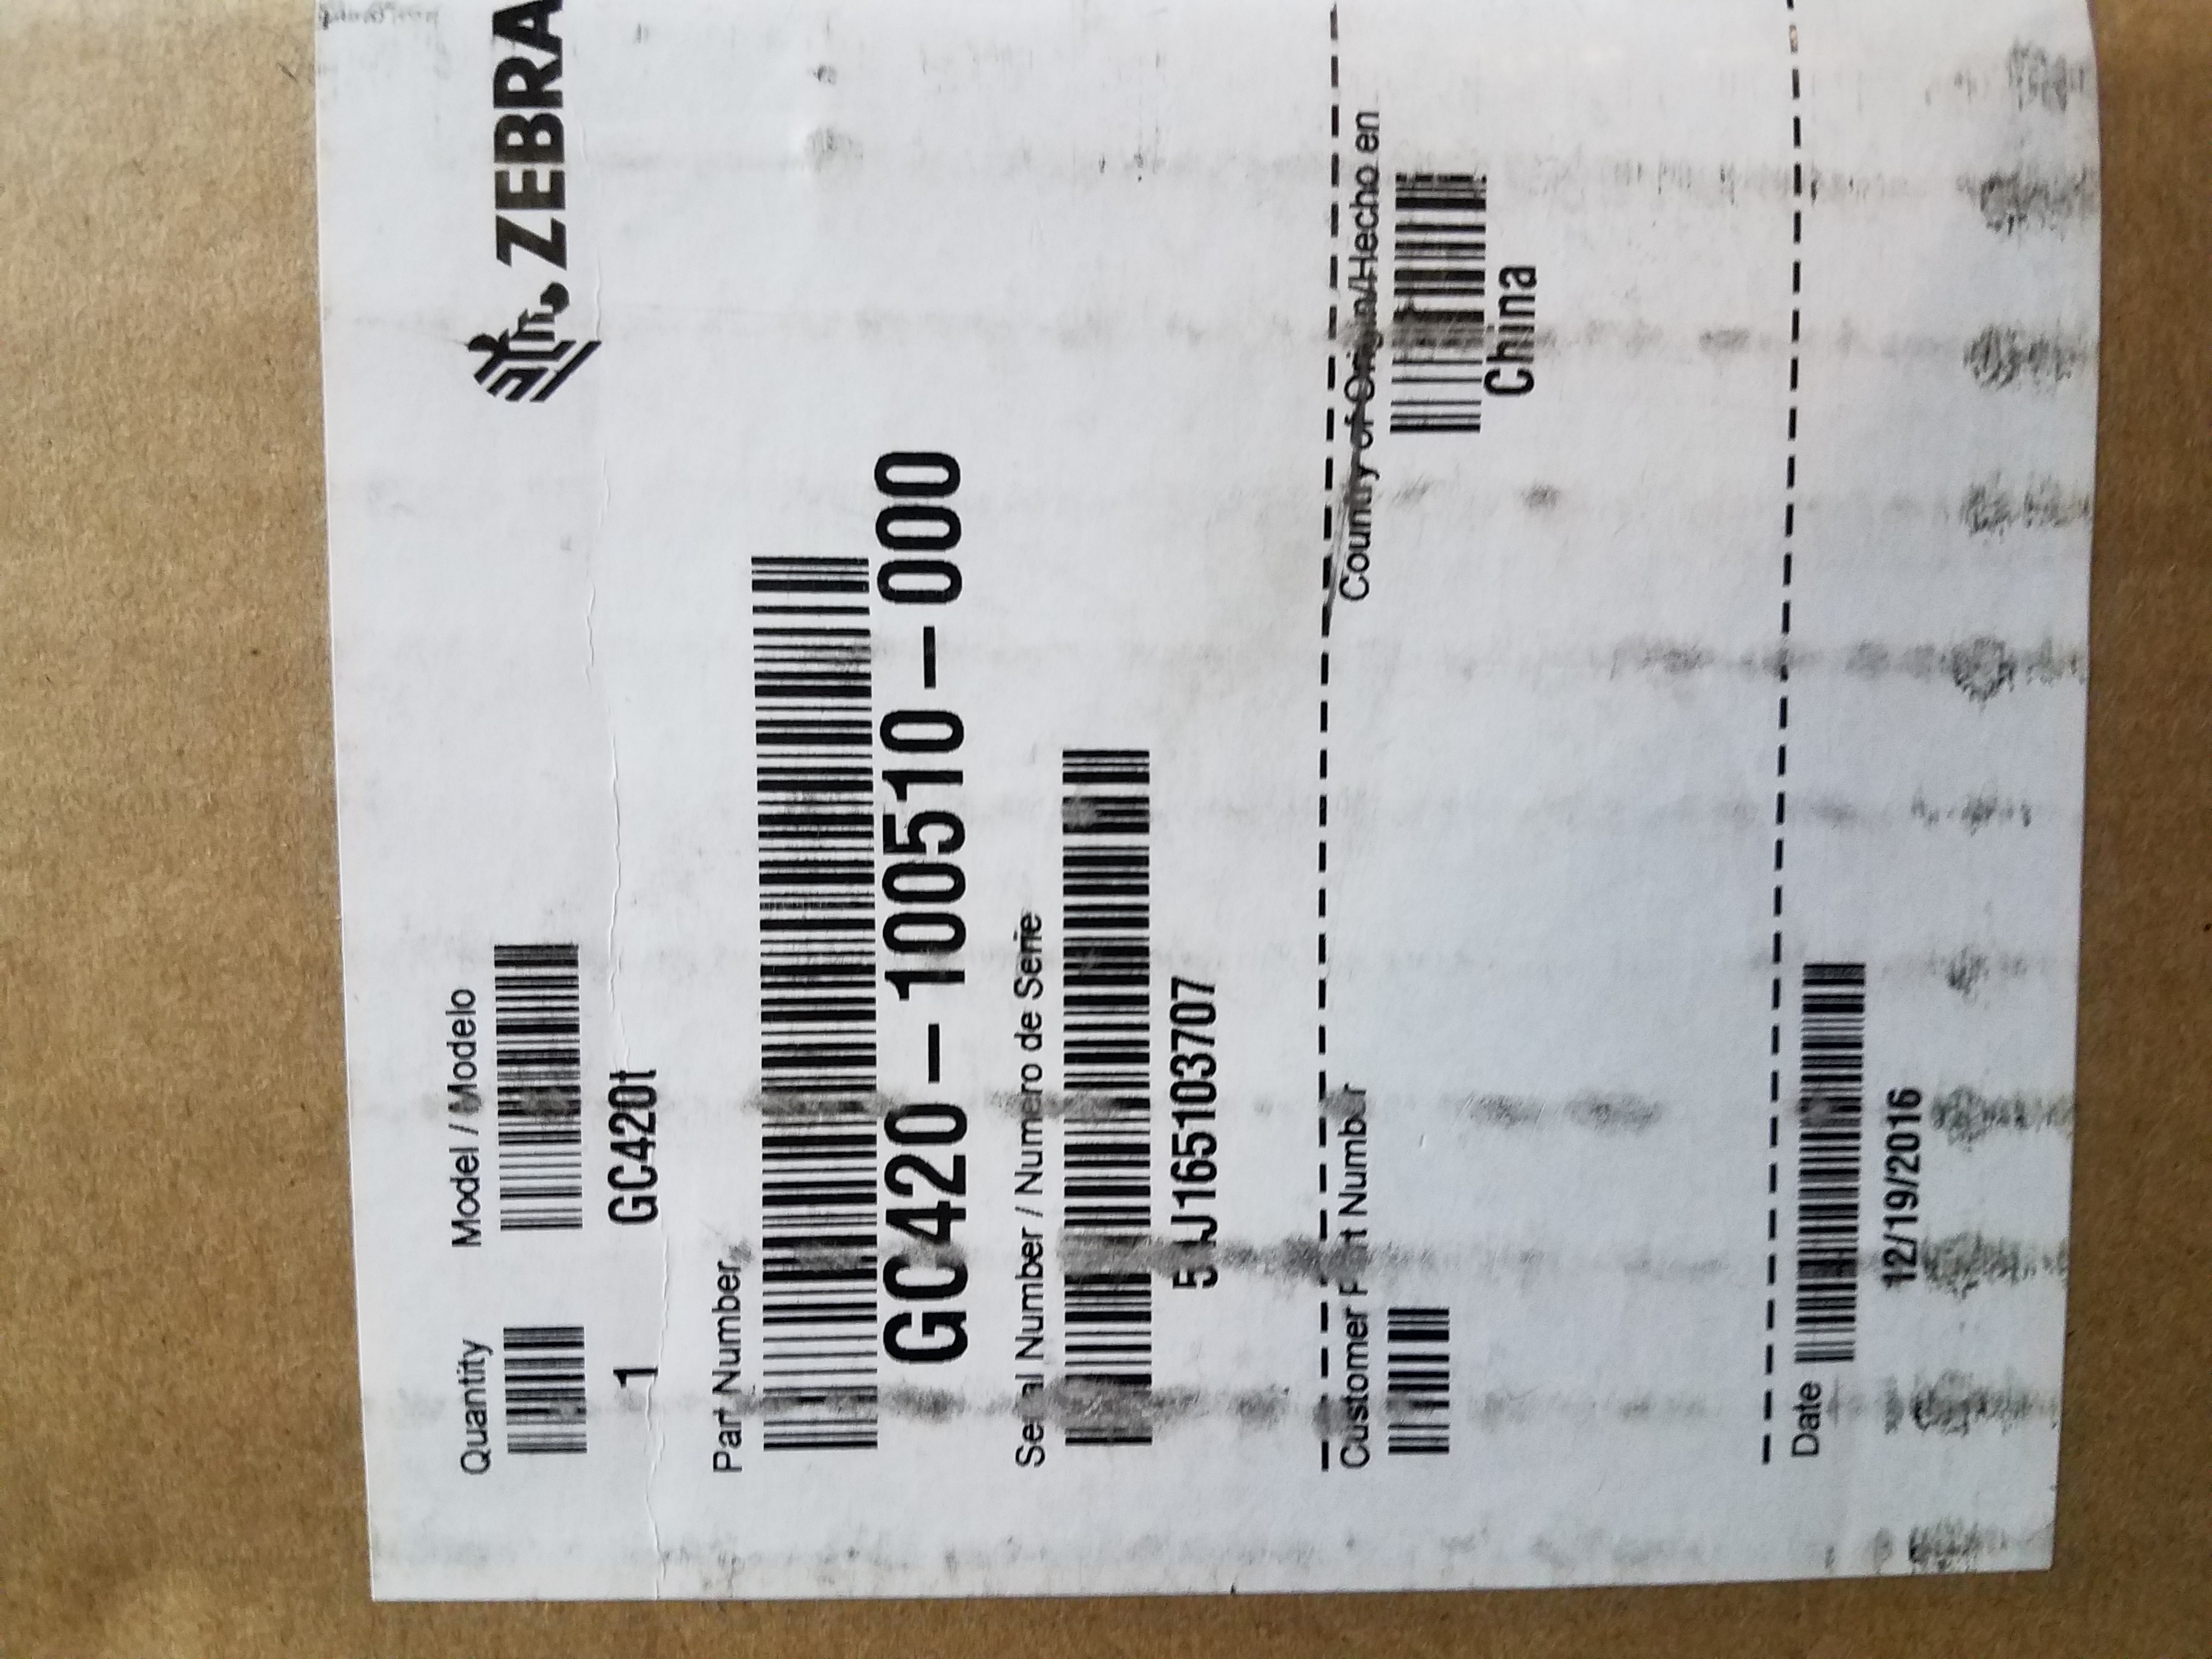 ZEBRA
Quantity Model / Modelo
1 GC420t
Part Number
GC420-100510-000
Serial Number / Numero de Serie
Customer Part Number Country of Origin/Hecho en
China
Date
12/19/2016